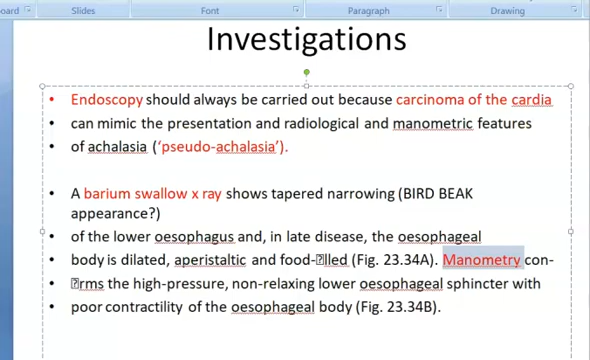 oard
Slides
Font
Paragraph
Drawing
Investigations
• Endoscopy should always be carried out because carcinoma of the cardia
• can mimic the presentation and radiological and manometric features
• of achalasia (‘pseudo-achalasia’).
• A barium swallow x ray shows tapered narrowing (BIRD BEAK
appearance?)
• of the lower oesophagus and, in late disease, the oesophageal
• body is dilated, aperistaltic and food-�lled (Fig. 23.34A). Manometry con-
• �rms the high-pressure, non-relaxing lower oesophageal sphincter with
• poor contractility of the oesophageal body (Fig. 23.34B).